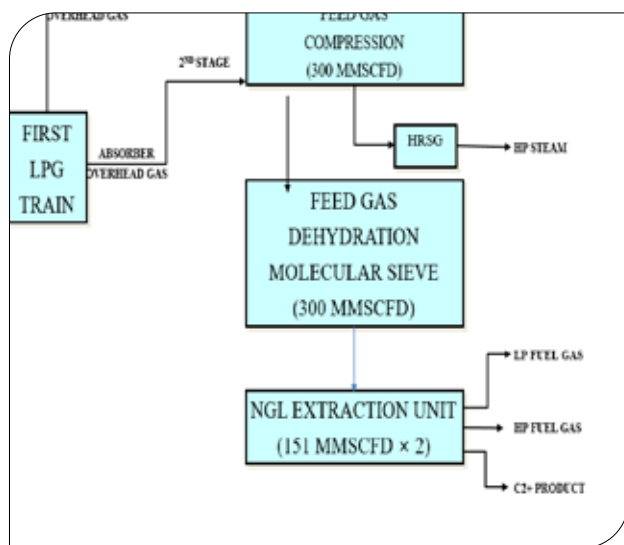 OVERHEAD GAS
FEED GAS
COMPRESSION
(300 MMSCFD)
2ND STAGE
FIRST
LPG
TRAIN
ABSORBER
OVERHEAD GAS
HRSG
HP STEAM
FEED GAS
DEHYDRATION
MOLECULAR SIEVE
(300 MMSCFD)
NGL EXTRACTION UNIT
(151 MMSCFD × 2)
LP FUEL GAS
HP FUEL GAS
C2+ PRODUCT